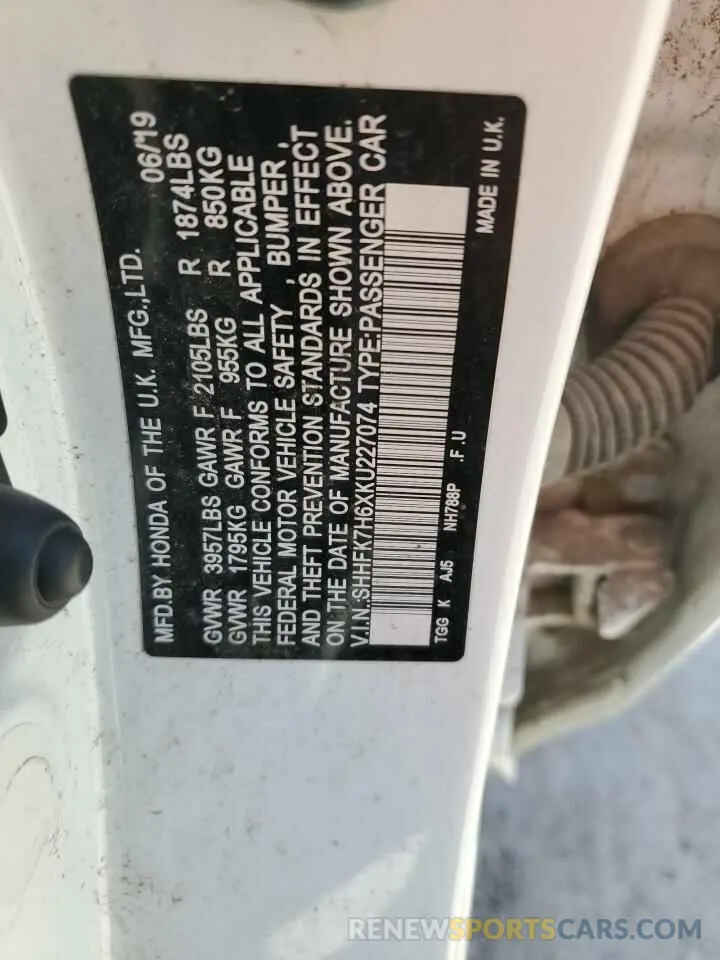 MFD.BY HONDA OF THE U.K. MFG.,LTD. 06/19
GVWR 3957LBS GAWR F 2105LBS R 1874LBS
GVWR 1795KG GAWR F 955KG R 850KG
THIS VEHICLE CONFORMS TO ALL APPLICABLE
FEDERAL MOTOR VEHICLE SAFETY , BUMPER ,
AND THEFT PREVENTION STANDARDS IN EFFECT
ON THE DATE OF MANUFACTURE SHOWN ABOVE.
V.I.N.:SHHFK7H6XKU227074 TYPE:PASSENGER CAR
TGG K AJ5 NH788P .F .U MADE IN U.K.
RENEWSPORTSCARS.COM